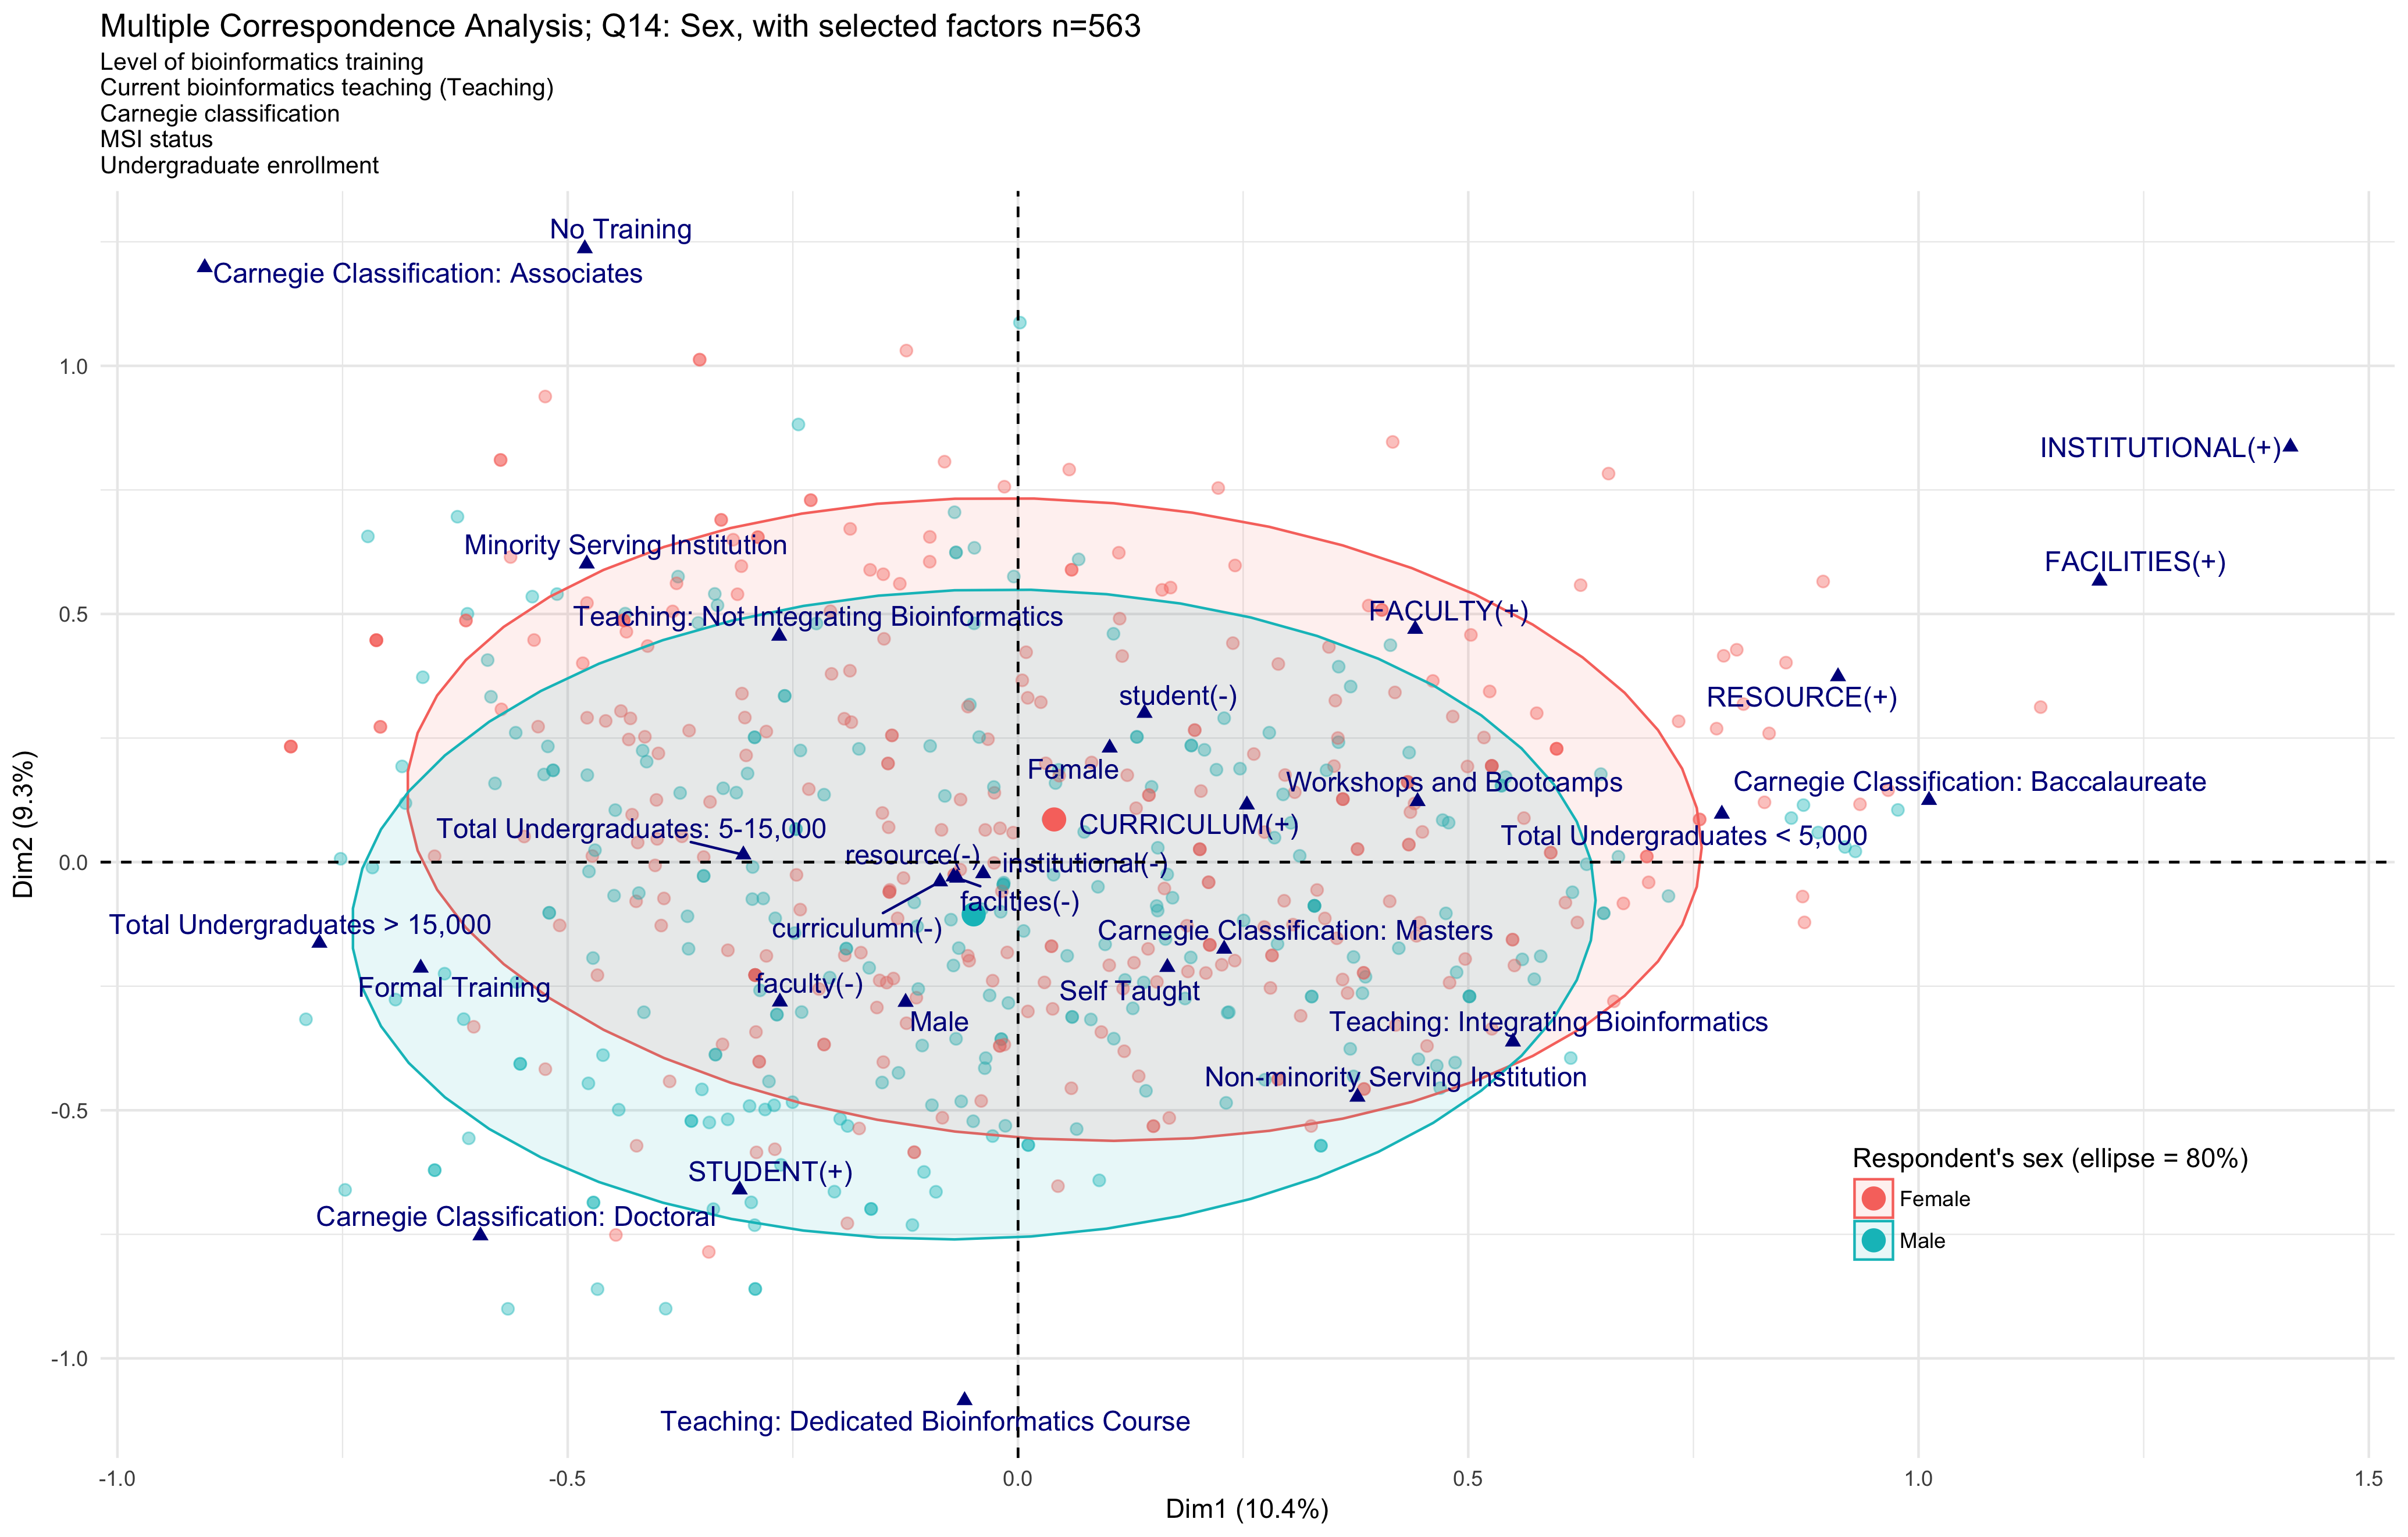 Multiple Correspondence Analysis; Q14: Sex, with selected factors n=563
Level of bioinformatics training
Current bioinformatics teaching (Teaching)
Carnegie classification
MSI status
Undergraduate enrollment
No Training
Carnegie Classification: Associates
1.0
INSTITUTIONAL(+)
Minority Serving Institution
FACILITIES(+)
0.5
Teaching: Not Integrating Bioinformatics
FACULTY(+)
student(-)
RESOURCE(+)
Female
Workshops and Bootcamps
Carnegie Classification: Baccalaureate
Total Undergraduates: 5-15,000
CURRICULUM(+)
Total Undergraduates < 5,000
Dim2 (9.3%)
0.0
resource(-)
institutional(-)
faclities(-)
Total Undergraduates > 15,000
curriculumn(-)
Carnegie Classification: Masters
Formal Training
faculty(-)
Self Taught
Male
Teaching: Integrating Bioinformatics
Non-minority Serving Institution
-0.5
STUDENT(+)
Respondent's sex (ellipse = 80%)
Female
Male
Carnegie Classification: Doctoral
-1.0
Teaching: Dedicated Bioinformatics Course
-1.0
-0.5
0.0
0.5
1.0
1.5
Dim1 (10.4%)